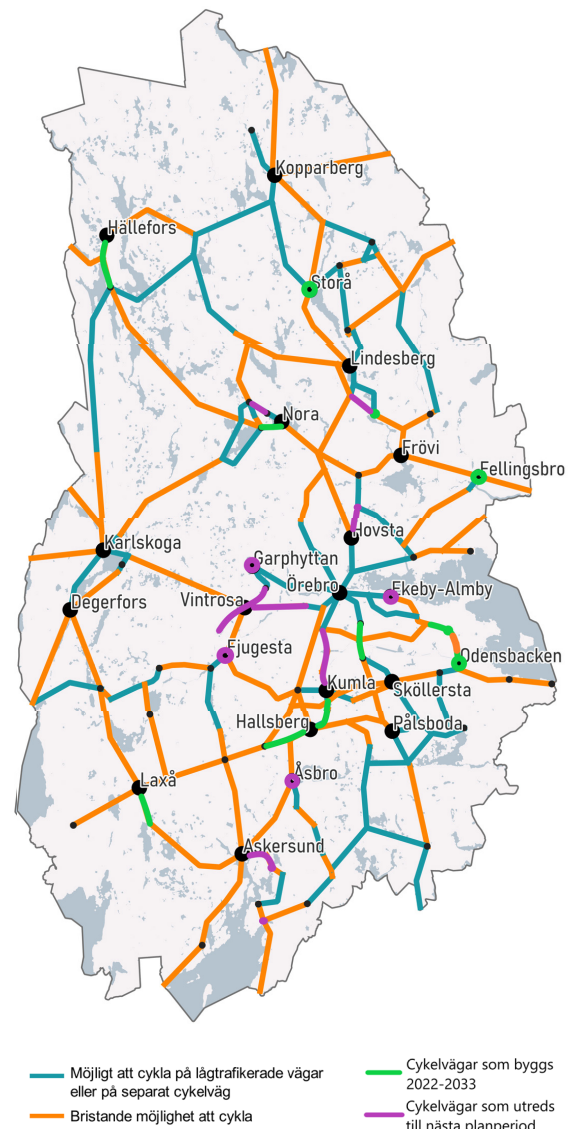 Kopparberg
Hällefors
Storå
Lindesberg
Nora
Frövi
Fellingsbro
Hovsta
Karlskoga
Garphyttan
Örebro
Ekeby-Almby
Vintrosa
Degerfors
Fjugesta
Odensbacken
Kumla
Sköllersta
Hallsberg
Pålsboda
Åsbro
Laxå
Askersund
Möjligt att cykla på lågtrafikerade vägar
eller på separat cykelväg
Bristande möjlighet att cykla
Cykelvägar som byggs
2022-2033
Cykelvägar som utreds
till nästa planperiod